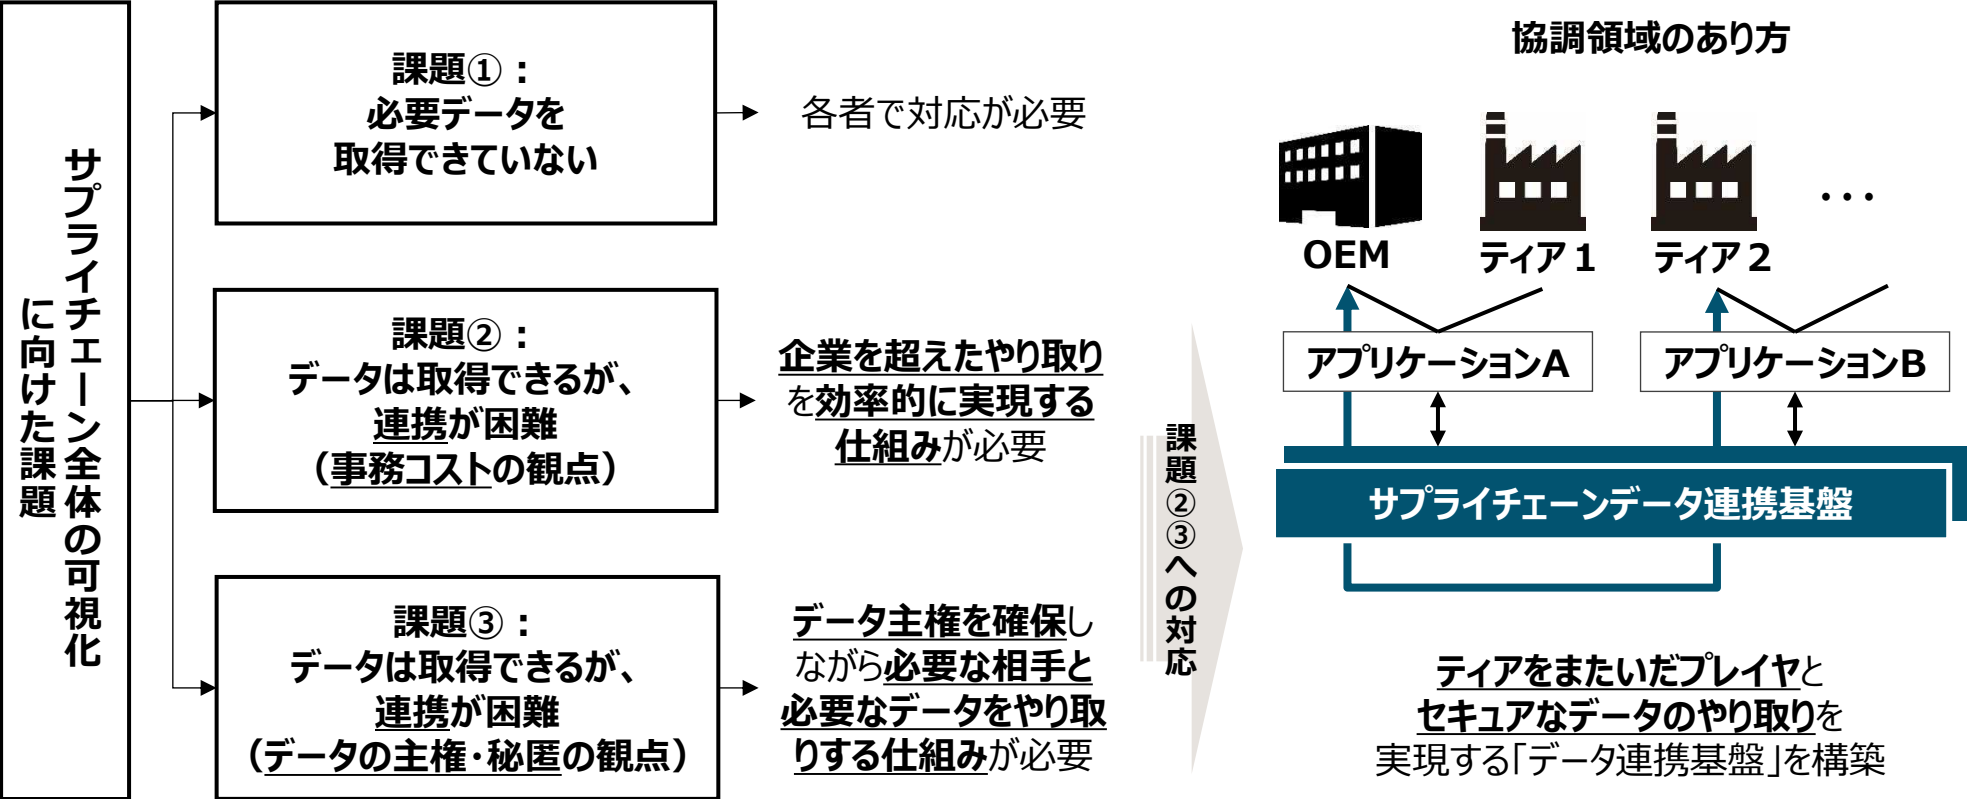 サプライチェーン全体の可視化
に向けた課題
課題①：
必要データを
取得できていない
各者で対応が必要
課題②：
データは取得できるが、
連携が困難
（事務コストの観点）
企業を超えたやり取り
を効率的に実現する
仕組みが必要
課題③：
データは取得できるが、
連携が困難
（データの主権・秘匿の観点）
データ主権を確保し
ながら必要な相手と
必要なデータをやり取
りする仕組みが必要
課題②③への対応
協調領域のあり方
OEM
ティア１
ティア２
･･･
アプリケーションA
アプリケーションB
サプライチェーンデータ連携基盤
ティアをまたいだプレイヤと
セキュアなデータのやり取りを
実現する「データ連携基盤」を構築